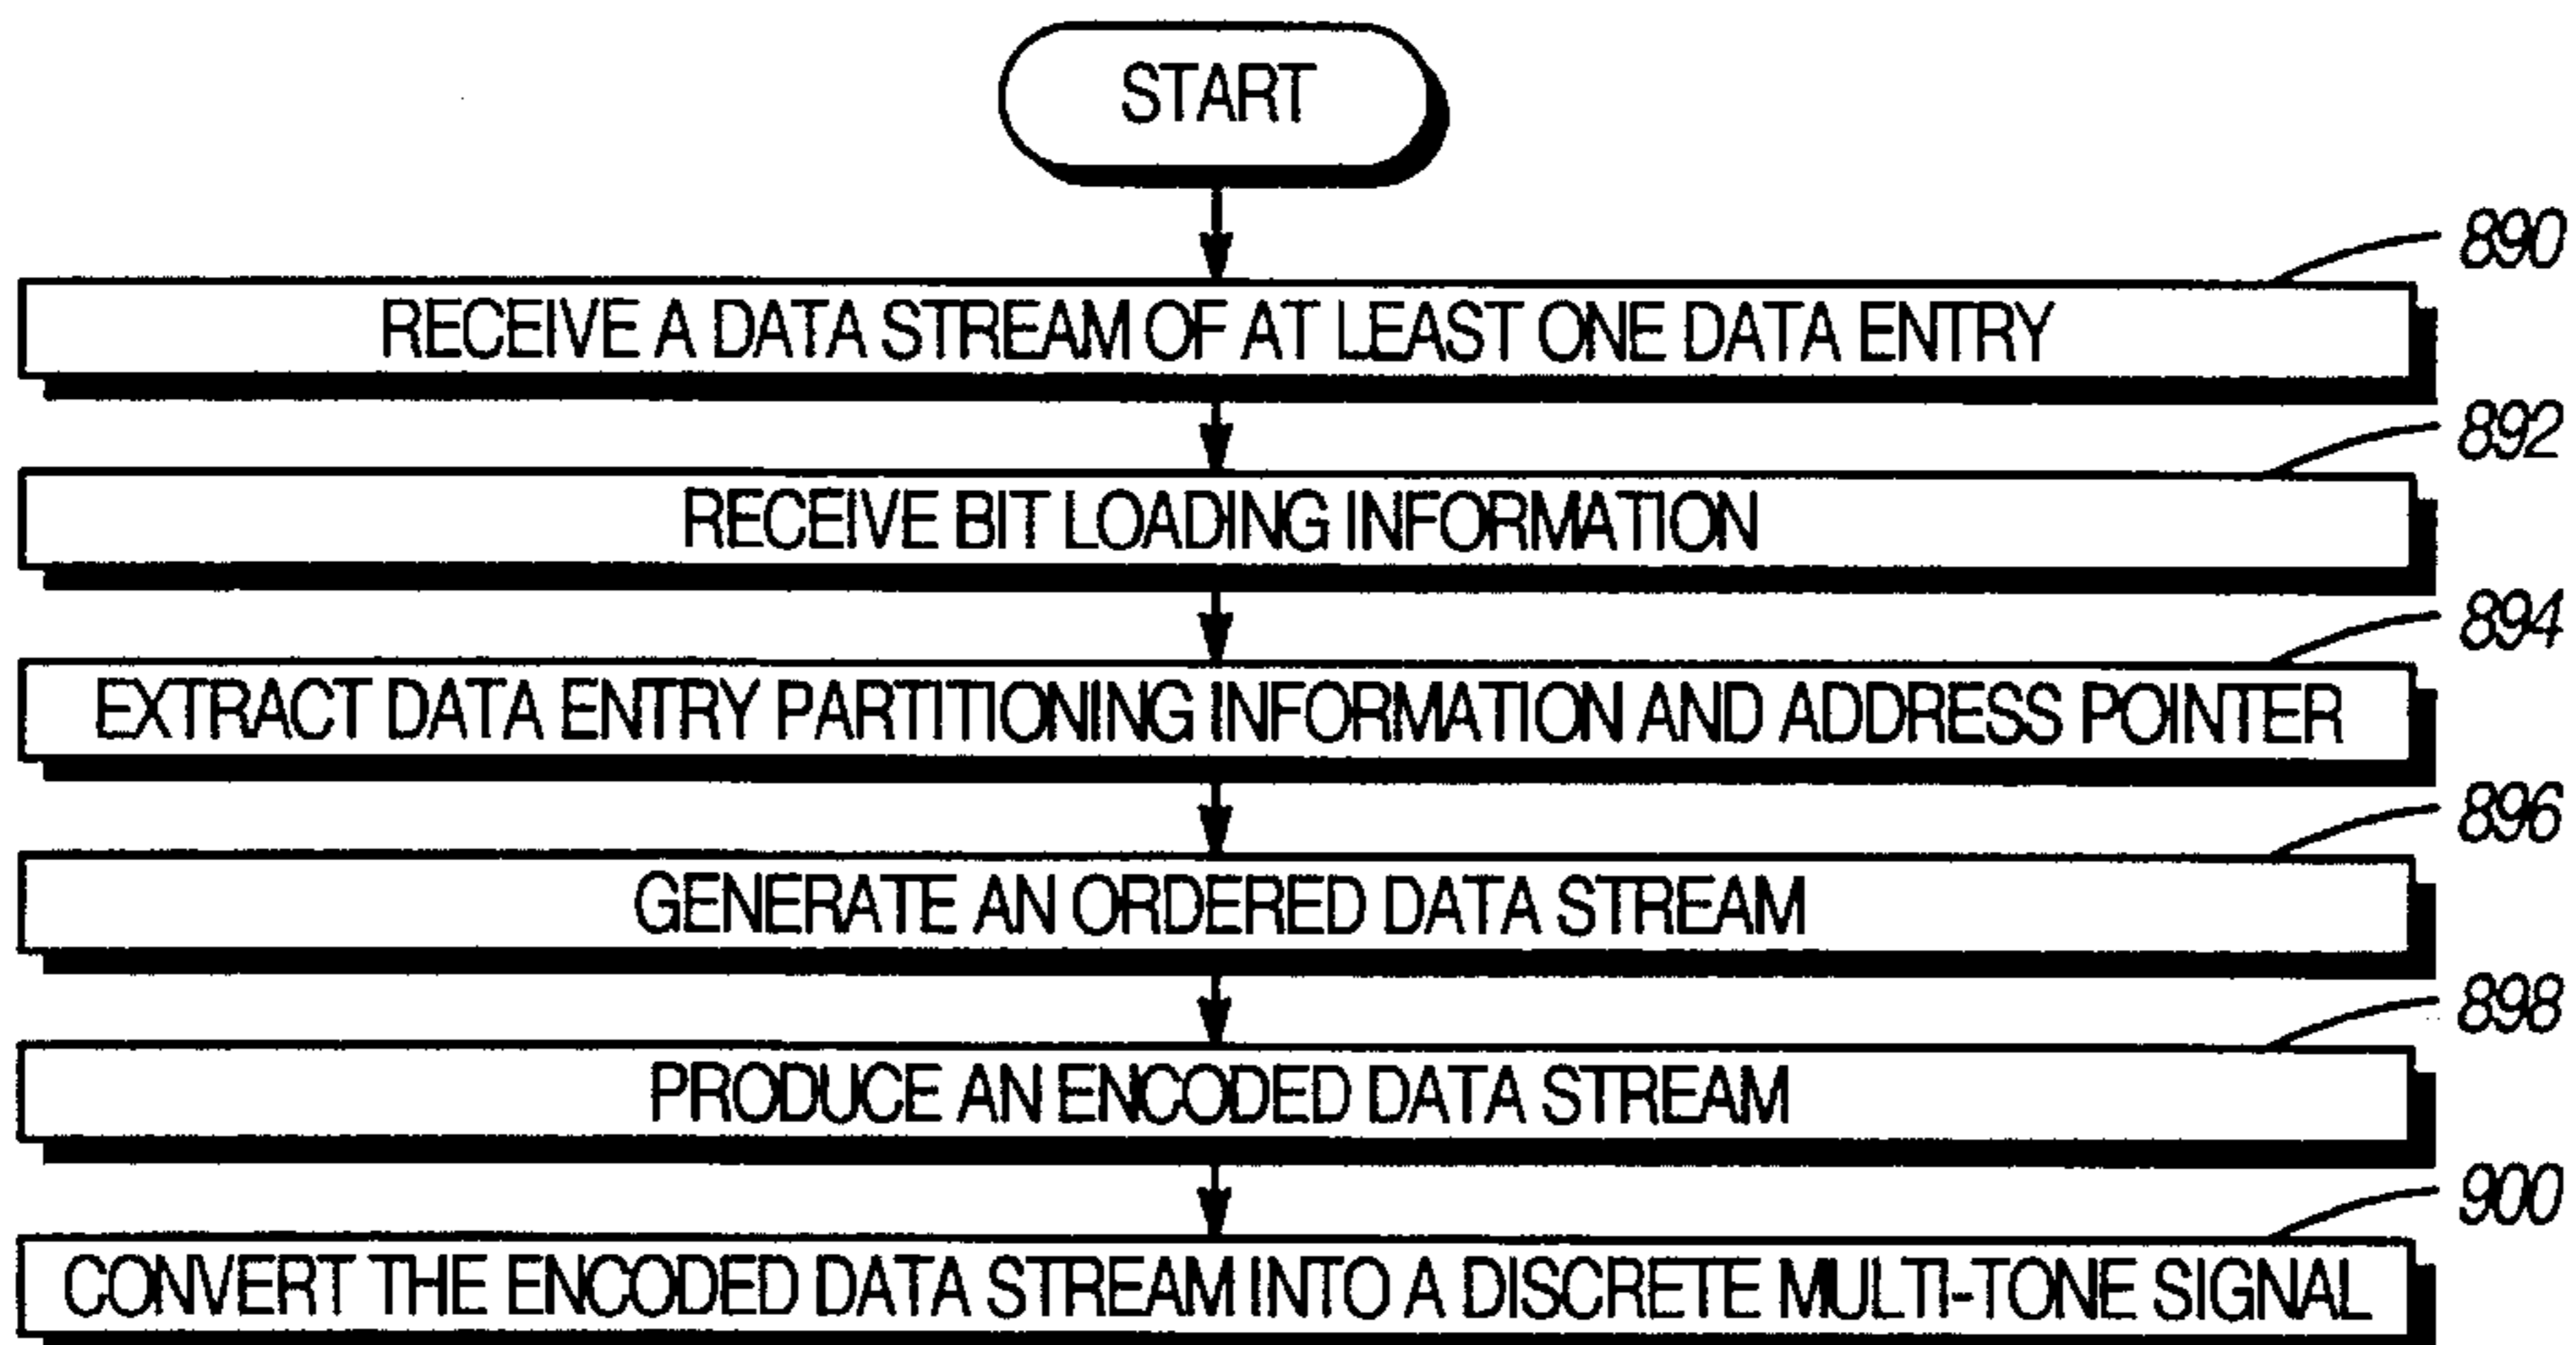 START
890
RECEIVE A DATA STREAM OF AT LEAST ONE DATA ENTRY
892
RECEIVE BIT LOADING INFORMATION
894
EXTRACT DATA ENTRY PARTITIONING INFORMATION AND ADDRESS POINTER
896
GENERATE AN ORDERED DATA STREAM
898
PRODUCE AN ENCODED DATA STREAM
900
CONVERT THE ENCODED DATA STREAM INTO A DISCRETE MULTI-TONE SIGNAL